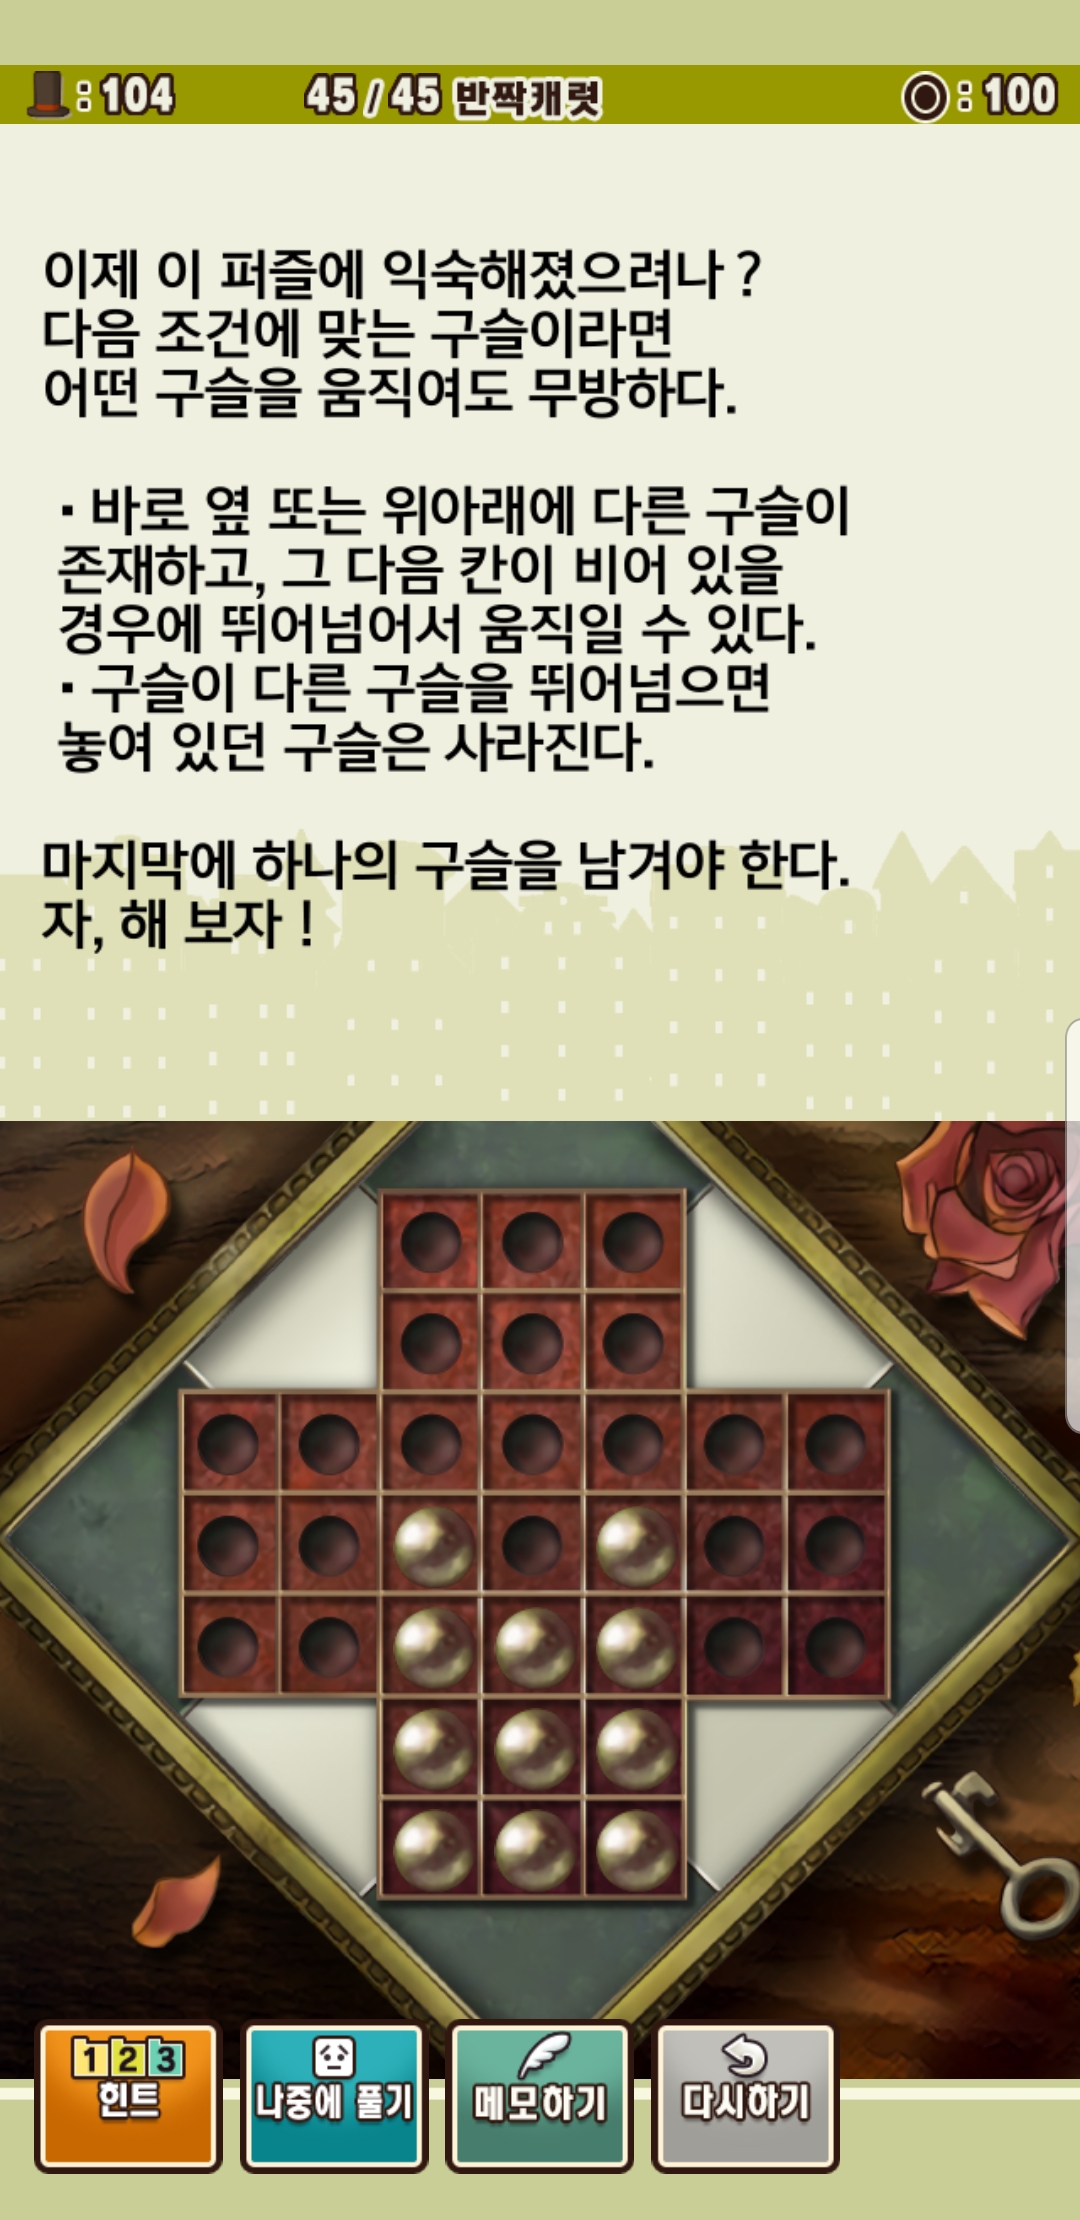 : 104
45 / 45 반짝캐럿
: 100
이제 이 퍼즐에 익숙해졌으려나 ?
다음 조건에 맞는 구슬이라면
어떤 구슬을 움직여도 무방하다.
· 바로 옆 또는 위아래에 다른 구슬이
존재하고, 그 다음 칸이 비어 있을
경우에 뛰어넘어서 움직일 수 있다.
· 구슬이 다른 구슬을 뛰어넘으면
놓여 있던 구슬은 사라진다.
마지막에 하나의 구슬을 남겨야 한다.
자, 해 보자 !
1 2 3
힌트
나중에 풀기
메모하기
다시하기